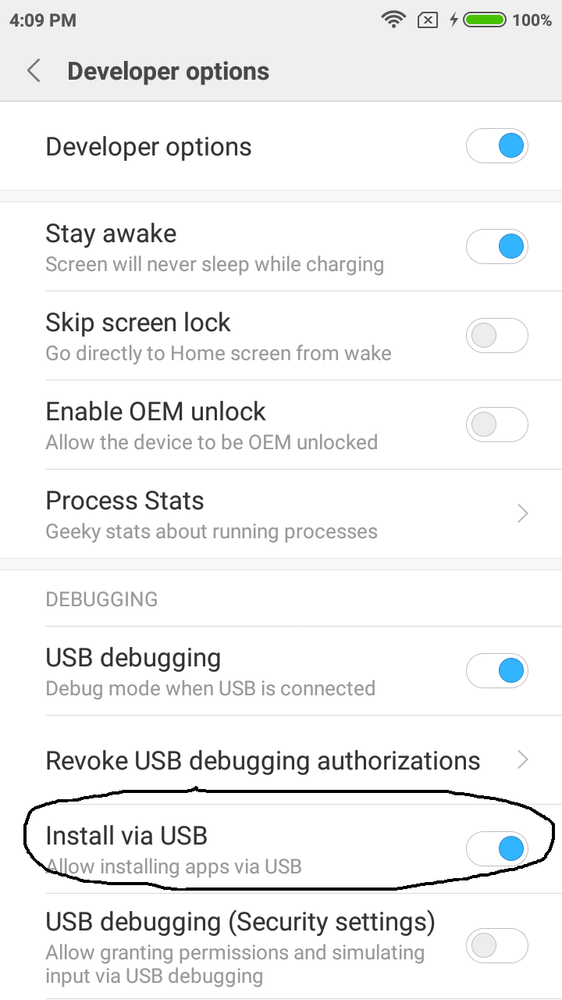 4:09 PM 100%
Developer options
Developer options
Stay awake
Screen will never sleep while charging
Skip screen lock
Go directly to Home screen from wake
Enable OEM unlock
Allow the device to be OEM unlocked
Process Stats
Geeky stats about running processes
DEBUGGING
USB debugging
Debug mode when USB is connected
Revoke USB debugging authorizations
Install via USB
Allow installing apps via USB
USB debugging (Security settings)
Allow granting permissions and simulating
input via USB debugging